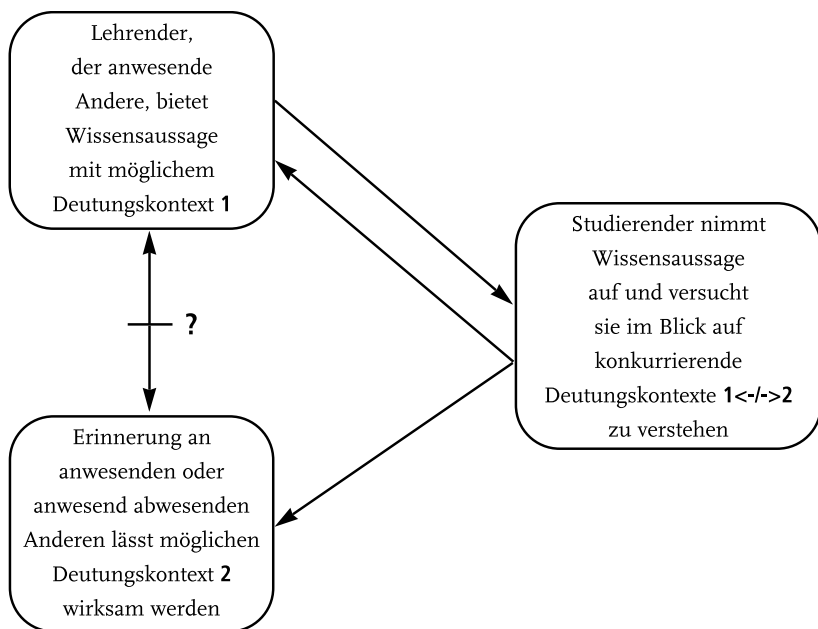 Lehrender,
der anwesende
Andere, bietet
Wissensaussage
mit möglichem
Deutungskontext 1
Studierender nimmt
Wissensaussage
auf und versucht
sie im Blick auf
konkurrierende
Deutungskontexte 1<-/->2
zu verstehen
?
Erinnerung an
anwesenden oder
anwesend abwesenden
Anderen lässt möglichen
Deutungskontext 2
wirksam werden